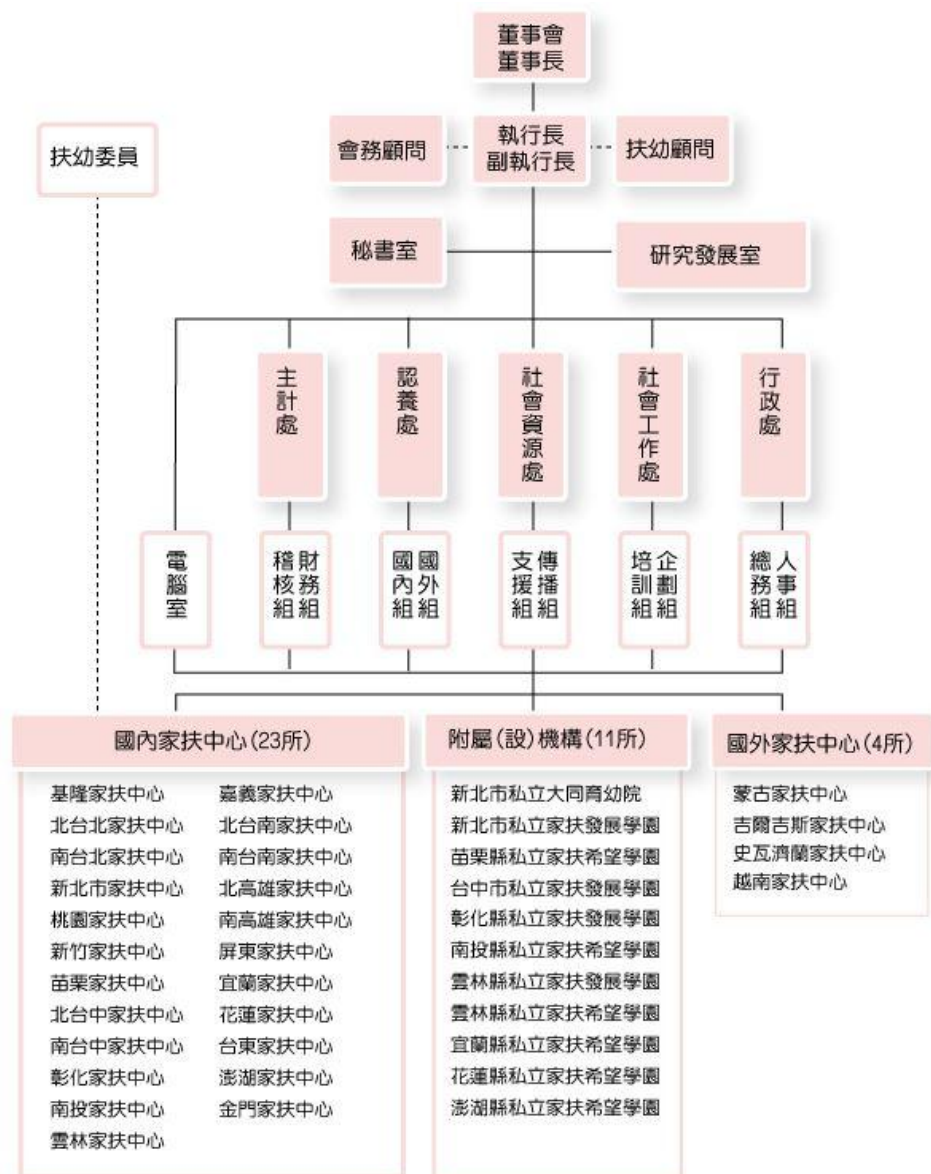 董事會
董事長
扶幼委員
會務顧問
執行長
副執行長
扶幼顧問
秘書室
研究發展室
主計處
認養處
社會資源處
社會工作處
行政處
電腦室
財務組
稽核組
國外組
國內組
傳播組
支援組
企劃組
培訓組
人事組
總務組
國內家扶中心(23所)
基隆家扶中心
北台北家扶中心
南台北家扶中心
新北市家扶中心
桃園家扶中心
新竹家扶中心
苗栗家扶中心
北台中家扶中心
南台中家扶中心
彰化家扶中心
南投家扶中心
雲林家扶中心
嘉義家扶中心
北台南家扶中心
南台南家扶中心
北高雄家扶中心
南高雄家扶中心
屏東家扶中心
宜蘭家扶中心
花蓮家扶中心
台東家扶中心
澎湖家扶中心
金門家扶中心
附屬(設)機構(11所)
新北市私立大同育幼院
新北市私立家扶發展學園
苗栗縣私立家扶希望學園
台中市私立家扶發展學園
彰化縣私立家扶發展學園
南投縣私立家扶希望學園
雲林縣私立家扶發展學園
雲林縣私立家扶希望學園
宜蘭縣私立家扶希望學園
花蓮縣私立家扶希望學園
澎湖縣私立家扶希望學園
國外家扶中心(4所)
蒙古家扶中心
吉爾吉斯家扶中心
史瓦濟蘭家扶中心
越南家扶中心